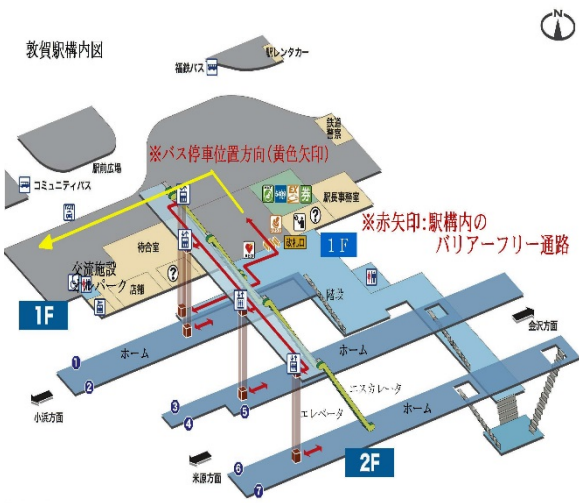 N
敦賀駅構内図
駅レンタカー
福鉄バス
鉄道
警察
※バス停車位置方向(黄色矢印)
駅前広場
コミュニティバス
駅長事務室
券
※赤矢印:駅構内の
バリアーフリー通路
改札口
1F
待合室
交流施設
オルパーク
店舗
1F
階段
金沢方面
ホーム
ホーム
ホーム
1
2
3
4
5
6
7
小浜方面
米原方面
エスカレータ
エレベータ
2F